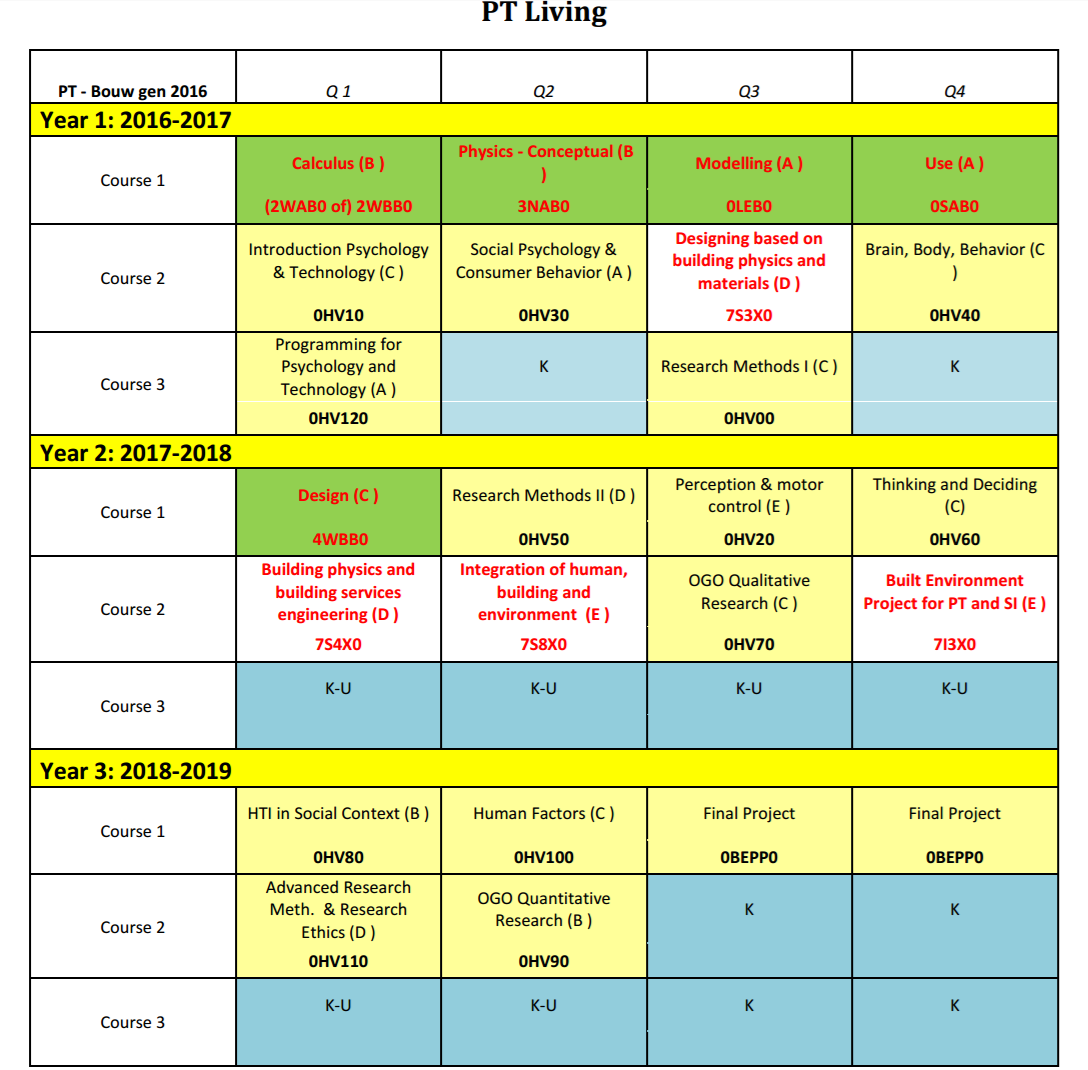 PT Living
PT - Bouw gen 2016 Q 1 Q2 Q3 Q4
Year 1: 2016-2017
Course 1
Calculus (B )
(2WAB0 of) 2WBB0
Physics - Conceptual (B
)
3NAB0
Modelling (A )
0LEB0
Use (A )
0SAB0
Course 2
Introduction Psychology
& Technology (C )
0HV10
Social Psychology &
Consumer Behavior (A )
0HV30
Designing based on
building physics and
materials (D )
7S3X0
Brain, Body, Behavior (C
)
0HV40
Course 3
Programming for
Psychology and
Technology (A )
0HV120
K
Research Methods I (C )
0HV00
K
Year 2: 2017-2018
Course 1
Design (C )
4WBB0
Research Methods II (D )
0HV50
Perception & motor
control (E )
0HV20
Thinking and Deciding
(C)
0HV60
Course 2
Building physics and
building services
engineering (D )
7S4X0
Integration of human,
building and
environment (E )
7S8X0
OGO Qualitative
Research (C )
0HV70
Built Environment
Project for PT and SI (E )
7I3X0
Course 3
K-U
K-U
K-U
K-U
Year 3: 2018-2019
Course 1
HTI in Social Context (B )
0HV80
Human Factors (C )
0HV100
Final Project
0BEPP0
Final Project
0BEPP0
Course 2
Advanced Research
Meth. & Research
Ethics (D )
0HV110
OGO Quantitative
Research (B )
0HV90
K
K
Course 3
K-U
K-U
K
K